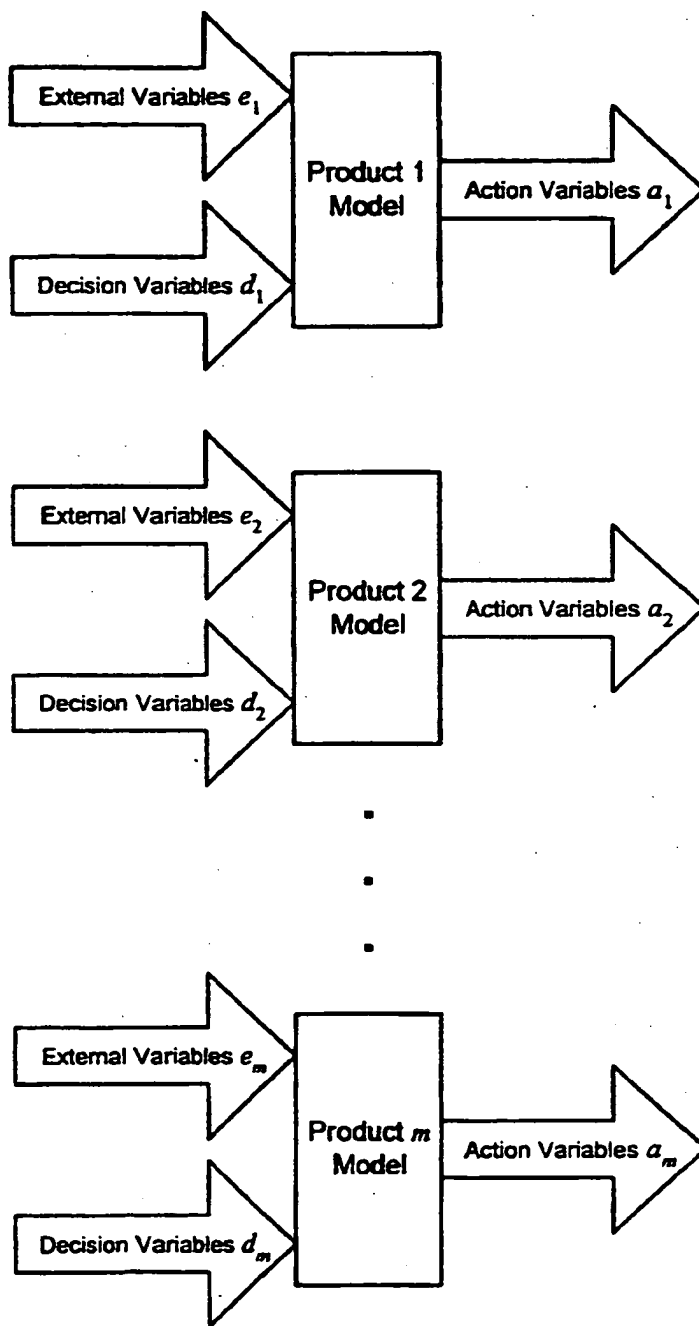 External Variables e₁
Product 1
Model
Action Variables a₁
Decision Variables d₁
External Variables e₂
Product 2
Model
Action Variables a₂
Decision Variables d₂
External Variables eₘ
Product m
Model
Action Variables aₘ
Decision Variables dₘ